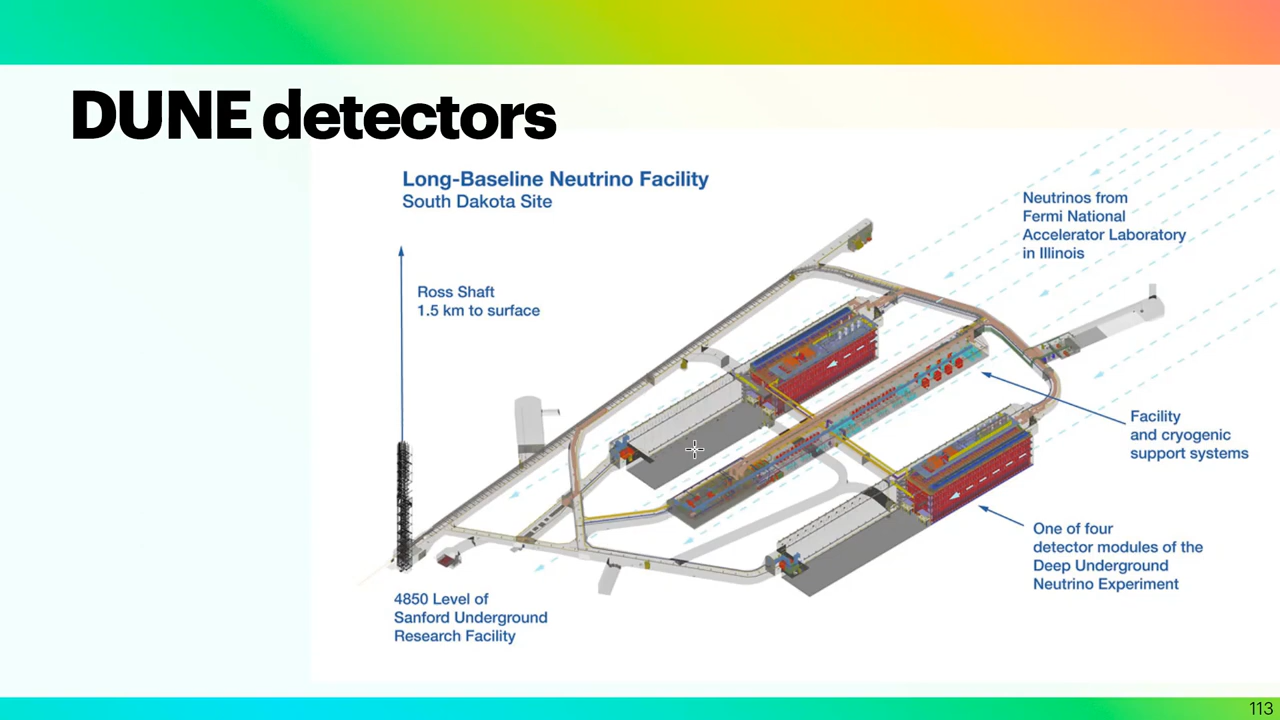 DUNE detectors
Long-Baseline Neutrino Facility
South Dakota Site
Neutrinos from
Fermi National
Accelerator Laboratory
in Illinois
Ross Shaft
1.5 km to surface
Facility
and cryogenic
support systems
One of four
detector modules of the
Deep Underground
Neutrino Experiment
4850 Level of
Sanford Underground
Research Facility
113